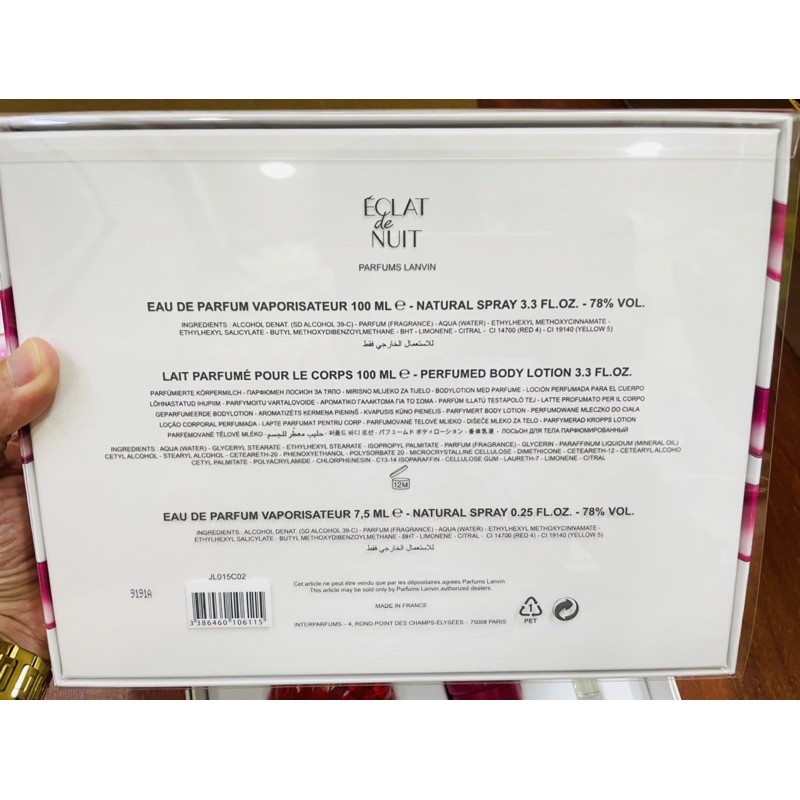 ÉCLAT
de
NUIT
PARFUMS LANVIN
EAU DE PARFUM VAPORISATEUR 100 ML ℮ - NATURAL SPRAY 3.3 FL.OZ. - 78% VOL.
INGREDIENTS : ALCOHOL DENAT. (SD ALCOHOL 39-C) - PARFUM (FRAGRANCE) - AQUA (WATER) - ETHYLHEXYL METHOXYCINNAMATE -
ETHYLHEXYL SALICYLATE - BUTYL METHOXYDIBENZOYLMETHANE - BHT - LIMONENE - CITRAL - CI 14700 (RED 4) - CI 19140 (YELLOW 5)
للاستعمال الخارجي فقط
LAIT PARFUMÉ POUR LE CORPS 100 ML ℮ - PERFUMED BODY LOTION 3.3 FL.OZ.
PARFÜMIERTE KÖRPERMILCH - ПАРФЮМЕН ЛОСИОН ЗА ТЯЛО - MIRISNO MLIJEKO ZA TIJELO - BODYLOTION MED PARFUME - LOCIÓN PERFUMADA PARA EL CUERPO
LÕHNASTATUD IHUPIIM - PARFYMOITU VARTALOVOIDE - ΑΡΩΜΑΤΙΚΟ ΓΑΛΑΚΤΩΜΑ ΓΙΑ ΤΟ ΣΩΜΑ - PARFÜM ILLATÚ TESTÁPOLÓ TEJ - LATTE PROFUMATO PER IL CORPO
GEPARFUMEERDE BODYLOTION - AROMATIZĒTS ĶERMEŅA PIENIŅŠ - KVAPUSIS KŪNO PIENELIS - PARFYMERT BODY LOTION - PERFUMOWANE MLECZKO DO CIAŁA
LOÇÃO CORPORAL PERFUMADA - LAPTE PARFUMAT PENTRU CORP - PARFUMOVANÉ TELOVÉ MLIEKO - DIŠEČE MLEKO ZA TELO - PARFYMERAD KROPPS LOTION
PARFÉMOVANÉ TĚLOVÉ MLÉKO - حليب معطر للجسم - 퍼퓸드 바디 로션 - パフュームド ボディ ローション - 香体乳液 - ЛОСЬОН ДЛЯ ТЕЛА ПАРФЮМИРОВАННЫЙ
INGREDIENTS: AQUA (WATER) - GLYCERYL STEARATE - ETHYLHEXYL STEARATE - ISOPROPYL PALMITATE - PARFUM (FRAGRANCE) - GLYCERIN - PARAFFINUM LIQUIDUM (MINERAL OIL)
CETYL ALCOHOL - STEARYL ALCOHOL - CETEARETH-20 - PHENOXYETHANOL - POLYSORBATE 20 - MICROCRYSTALLINE CELLULOSE - DIMETHICONE - CETEARETH-12 - CETEARYL ALCOHO
CETYL PALMITATE - POLYACRYLAMIDE - CHLORPHENESIN - C13-14 ISOPARAFFIN - CELLULOSE GUM - LAURETH-7 - LIMONENE - CITRAL
12M
EAU DE PARFUM VAPORISATEUR 7,5 ML ℮ - NATURAL SPRAY 0.25 FL.OZ. - 78% VOL.
INGREDIENTS : ALCOHOL DENAT. (SD ALCOHOL 39-C) - PARFUM (FRAGRANCE) - AQUA (WATER) - ETHYLHEXYL METHOXYCINNAMATE -
ETHYLHEXYL SALICYLATE - BUTYL METHOXYDIBENZOYLMETHANE - BHT - LIMONENE - CITRAL - CI 14700 (RED 4) - CI 19140 (YELLOW 5)
للاستعمال الخارجي فقط
9191A
JL015C02
3 386460 106115
Cet article ne peut être vendu que par les dépositaires agréés Parfums Lanvin
This article may be sold only by Parfums Lanvin authorized dealers.
MADE IN FRANCE
INTERPARFUMS – 4, ROND-POINT DES CHAMPS-ÉLYSÉES – 75008 PARIS
1
PET